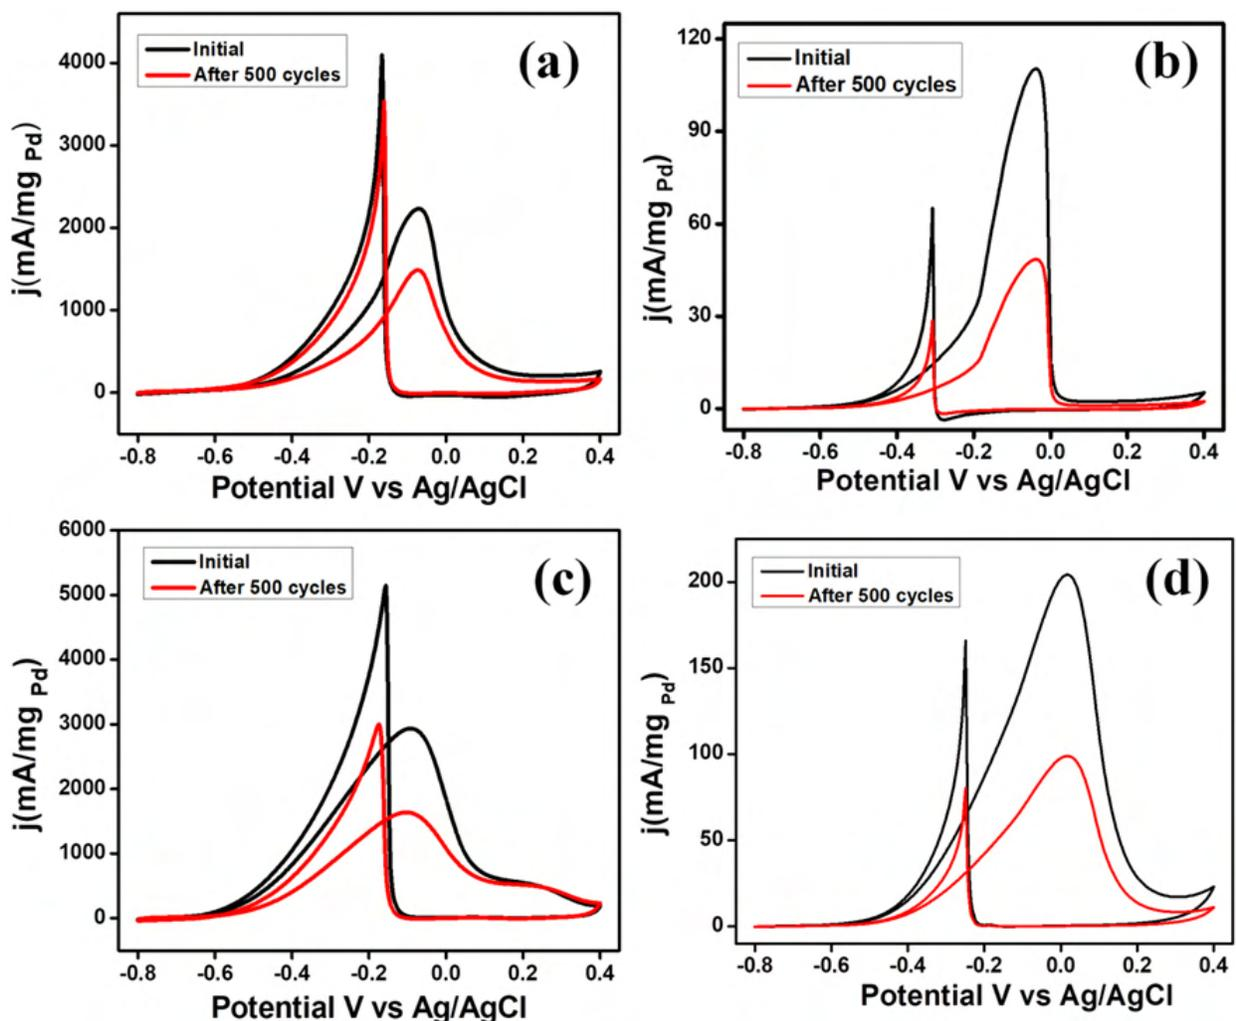 (a)
Initial
After 500 cycles
j(mA/mg Pd)
4000
3000
2000
1000
0
-0.8 -0.6 -0.4 -0.2 0.0 0.2 0.4
Potential V vs Ag/AgCl
(b)
Initial
After 500 cycles
j(mA/mg Pd)
120
90
60
30
0
-0.8 -0.6 -0.4 -0.2 0.0 0.2 0.4
Potential V vs Ag/AgCl
(c)
Initial
After 500 cycles
j(mA/mg Pd)
6000
5000
4000
3000
2000
1000
0
-0.8 -0.6 -0.4 -0.2 0.0 0.2 0.4
Potential V vs Ag/AgCl
(d)
Initial
After 500 cycles
j(mA/mg Pd)
200
150
100
50
0
-0.8 -0.6 -0.4 -0.2 0.0 0.2 0.4
Potential V vs Ag/AgCl